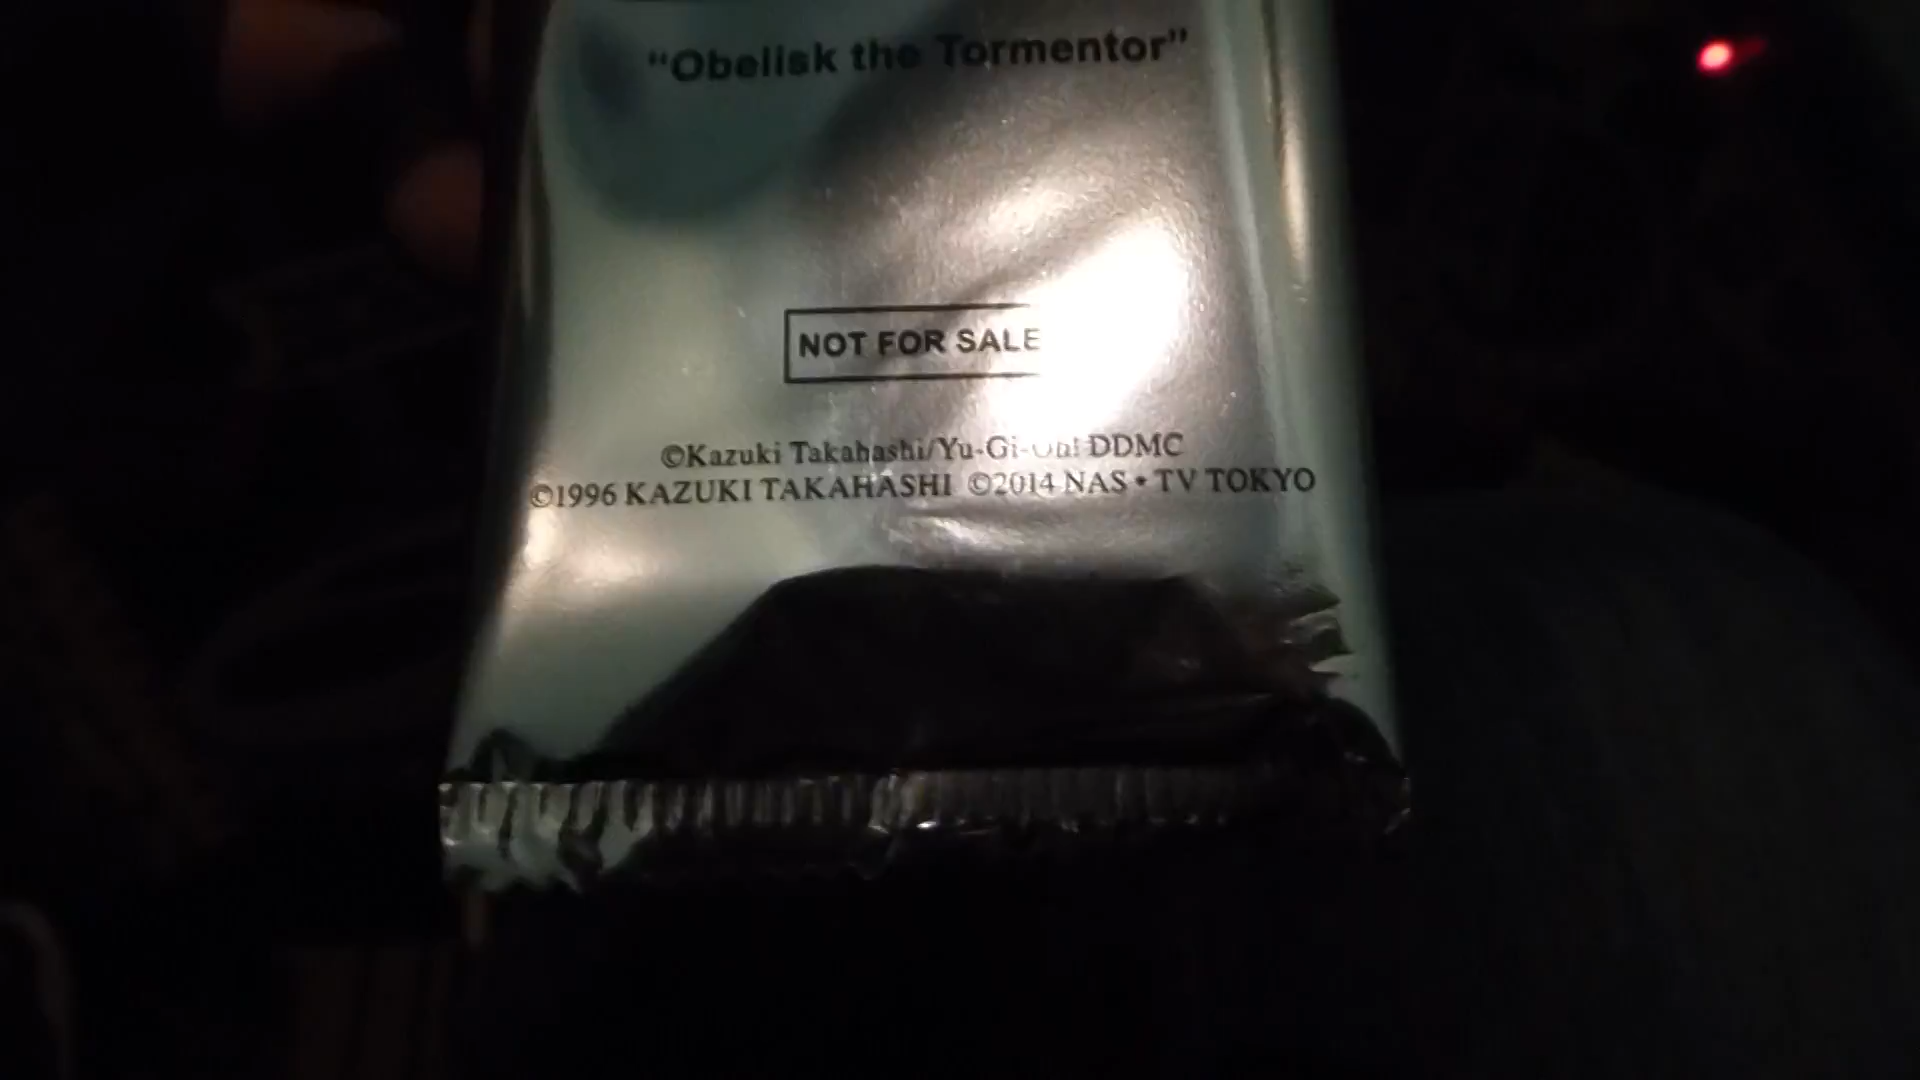 "Obelisk the Tormentor"
NOT FOR SALE
©Kazuki Takahashi/Yu-Gi-Oh! DDMC
©1996 KAZUKI TAKAHASHI ©2014 NAS • TV TOKYO